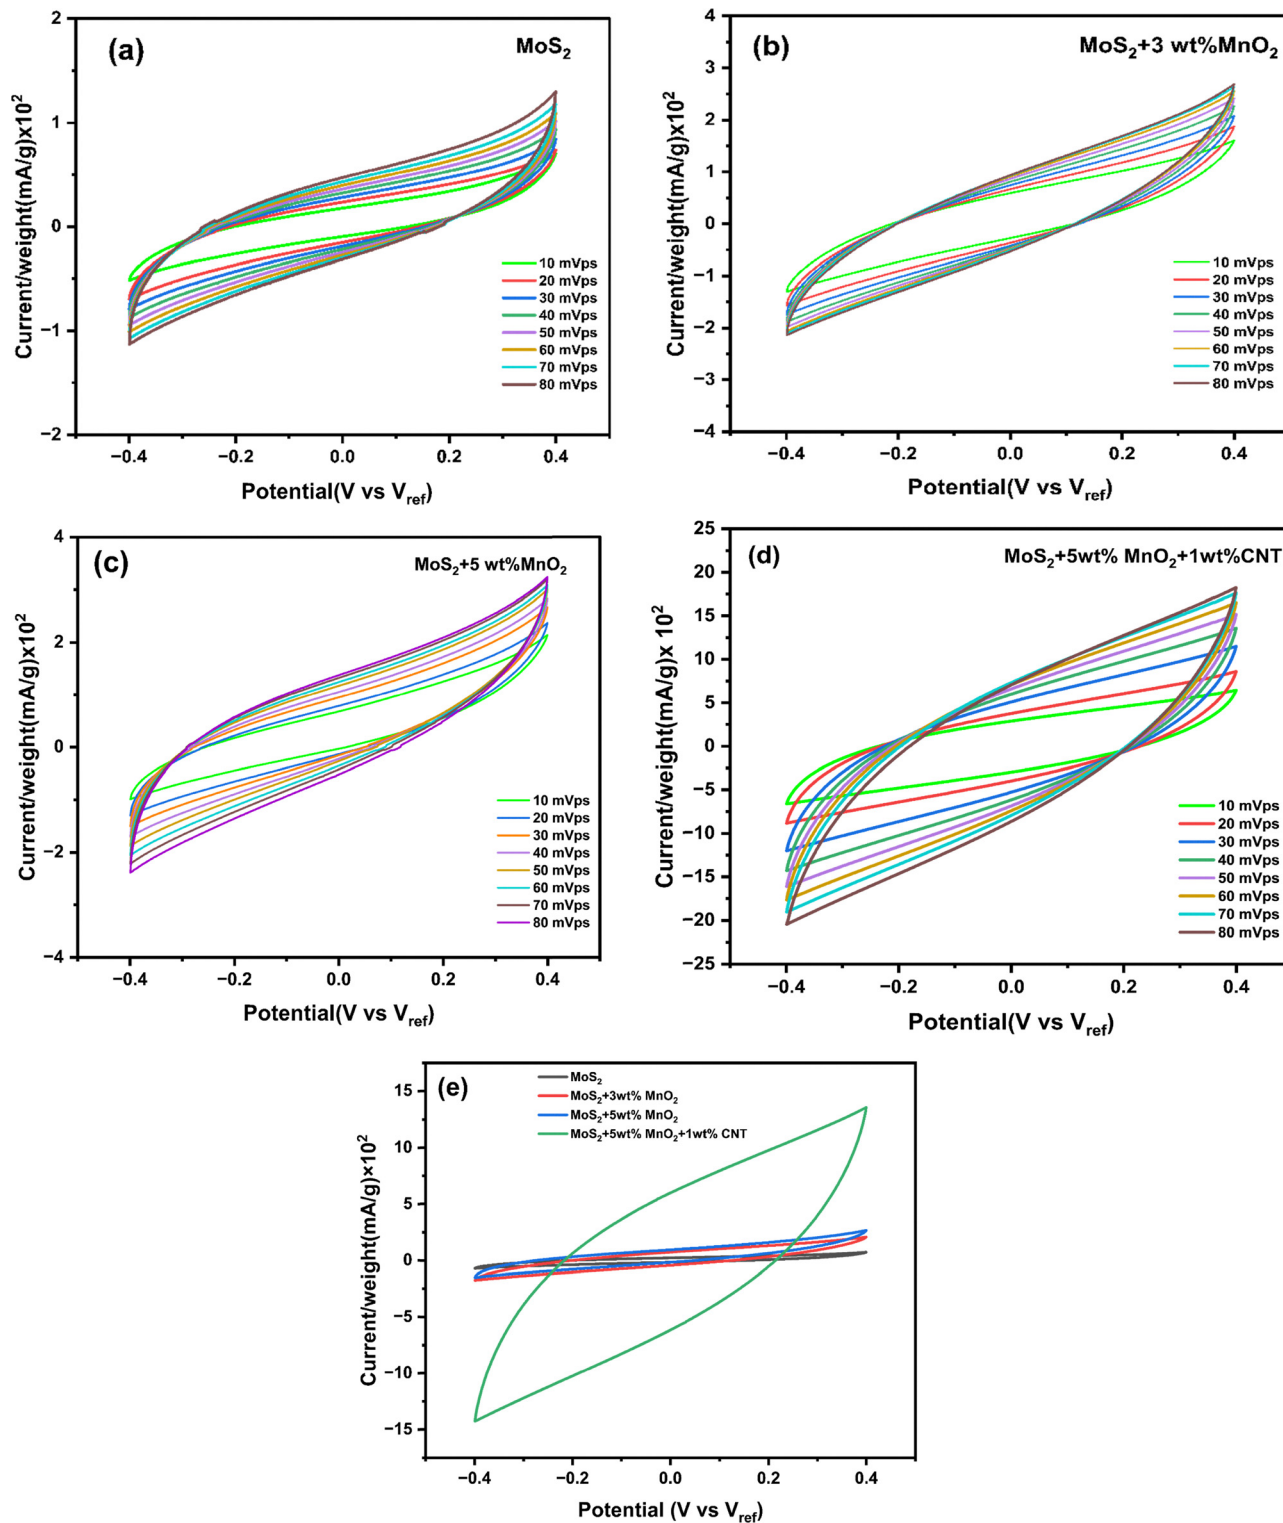 (a)
MoS₂
Current/weight(mA/g)x10²
2
1
0
−1
−2
10 mVps
20 mVps
30 mVps
40 mVps
50 mVps
60 mVps
70 mVps
80 mVps
−0.4
−0.2
0.0
0.2
0.4
Potential(V vs V_ref)
(b)
MoS₂+3 wt%MnO₂
Current/weight(mA/g)x10²
4
3
2
1
0
−1
−2
−3
−4
10 mVps
20 mVps
30 mVps
40 mVps
50 mVps
60 mVps
70 mVps
80 mVps
−0.4
−0.2
0.0
0.2
0.4
Potential(V vs V_ref)
(c)
MoS₂+5 wt%MnO₂
Current/weight(mA/g)x10²
4
2
0
−2
−4
10 mVps
20 mVps
30 mVps
40 mVps
50 mVps
60 mVps
70 mVps
80 mVps
−0.4
−0.2
0.0
0.2
0.4
Potential(V vs V_ref)
(d)
MoS₂+5wt% MnO₂+1wt%CNT
Current/weight(mA/g)x 10²
25
20
15
10
5
0
−5
−10
−15
−20
−25
10 mVps
20 mVps
30 mVps
40 mVps
50 mVps
60 mVps
70 mVps
80 mVps
−0.4
−0.2
0.0
0.2
0.4
Potential(V vs V_ref)
(e)
MoS₂
MoS₂+3wt% MnO₂
MoS₂+5wt% MnO₂
MoS₂+5wt% MnO₂+1wt% CNT
Current/weight(mA/g)×10²
15
10
5
0
−5
−10
−15
−0.4
−0.2
0.0
0.2
0.4
Potential (V vs V_ref)